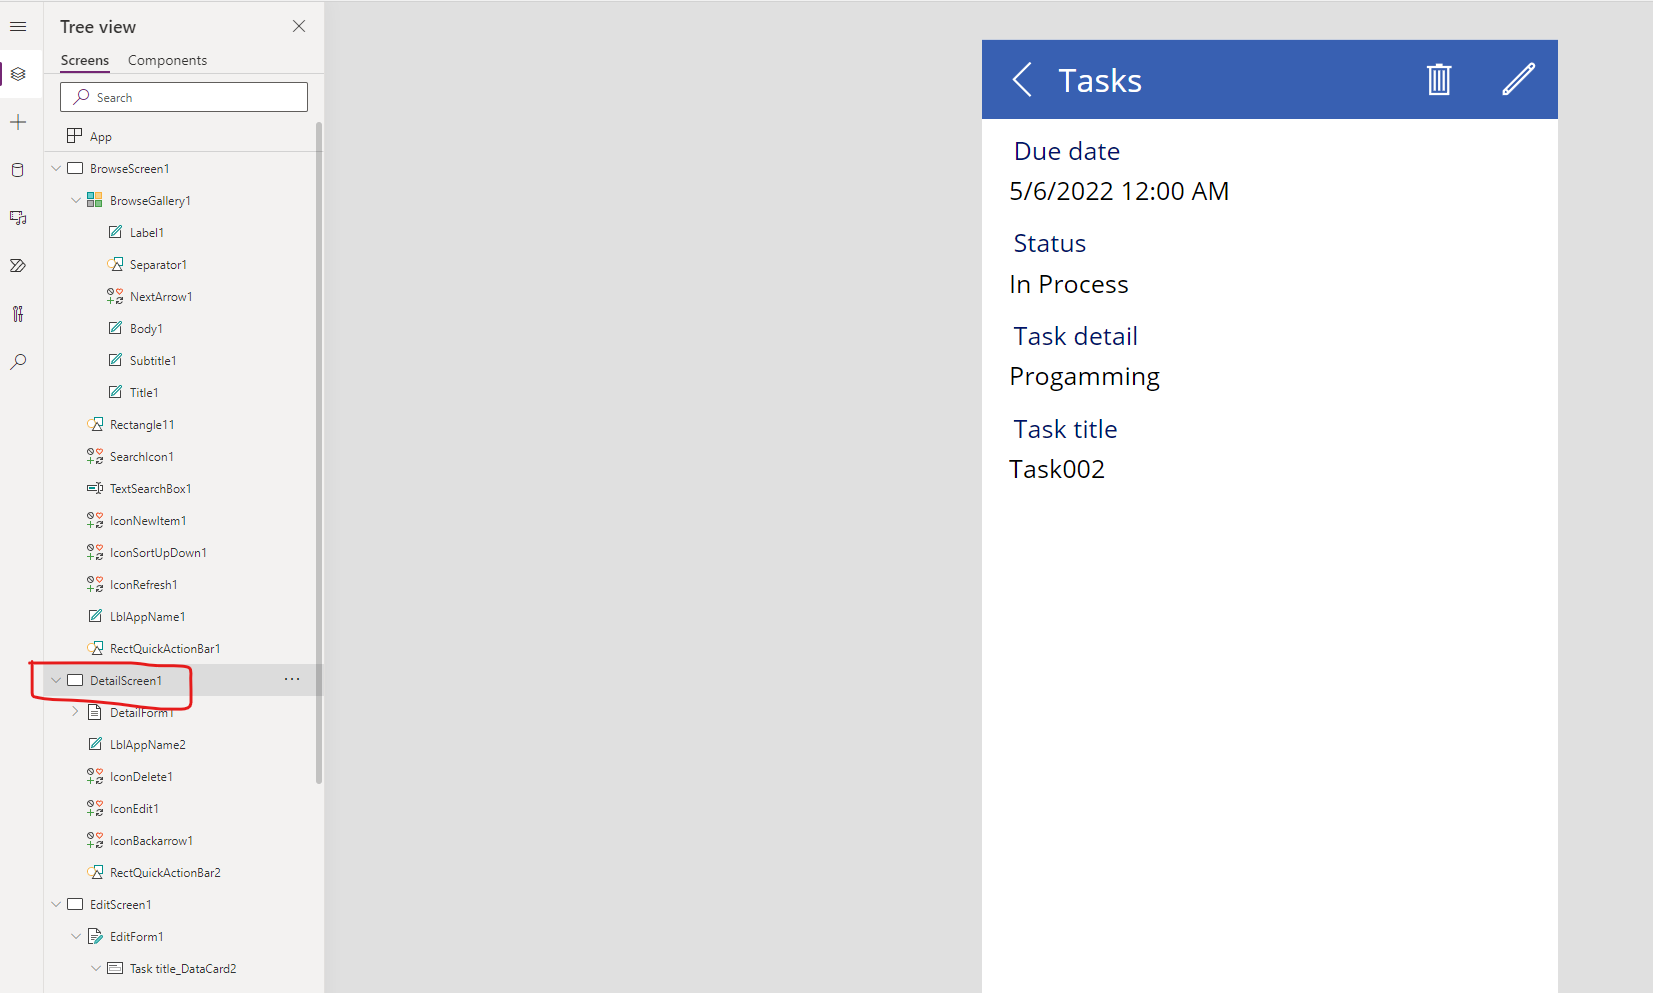 Tree view
Screens Components
Search
App
BrowseScreen1
BrowseGallery1
Label1
Separator1
NextArrow1
Body1
Subtitle1
Title1
Rectangle11
SearchIcon1
TextSearchBox1
IconNewItem1
IconSortUpDown1
IconRefresh1
LblAppName1
RectQuickActionBar1
DetailScreen1
DetailForm1
LblAppName2
IconDelete1
IconEdit1
IconBackarrow1
RectQuickActionBar2
EditScreen1
EditForm1
Task title_DataCard2
Tasks
Due date
5/6/2022 12:00 AM
Status
In Process
Task detail
Progamming
Task title
Task002